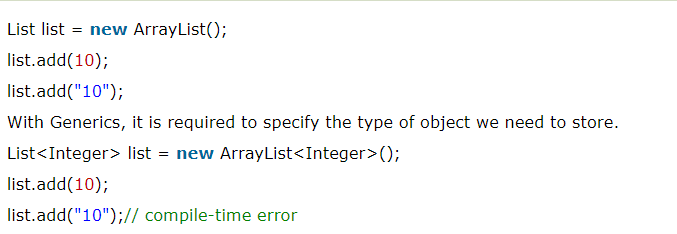 List list = new ArrayList();
list.add(10);
list.add("10");
With Generics, it is required to specify the type of object we need to store.
List<Integer> list = new ArrayList<Integer>();
list.add(10);
list.add("10");// compile-time error